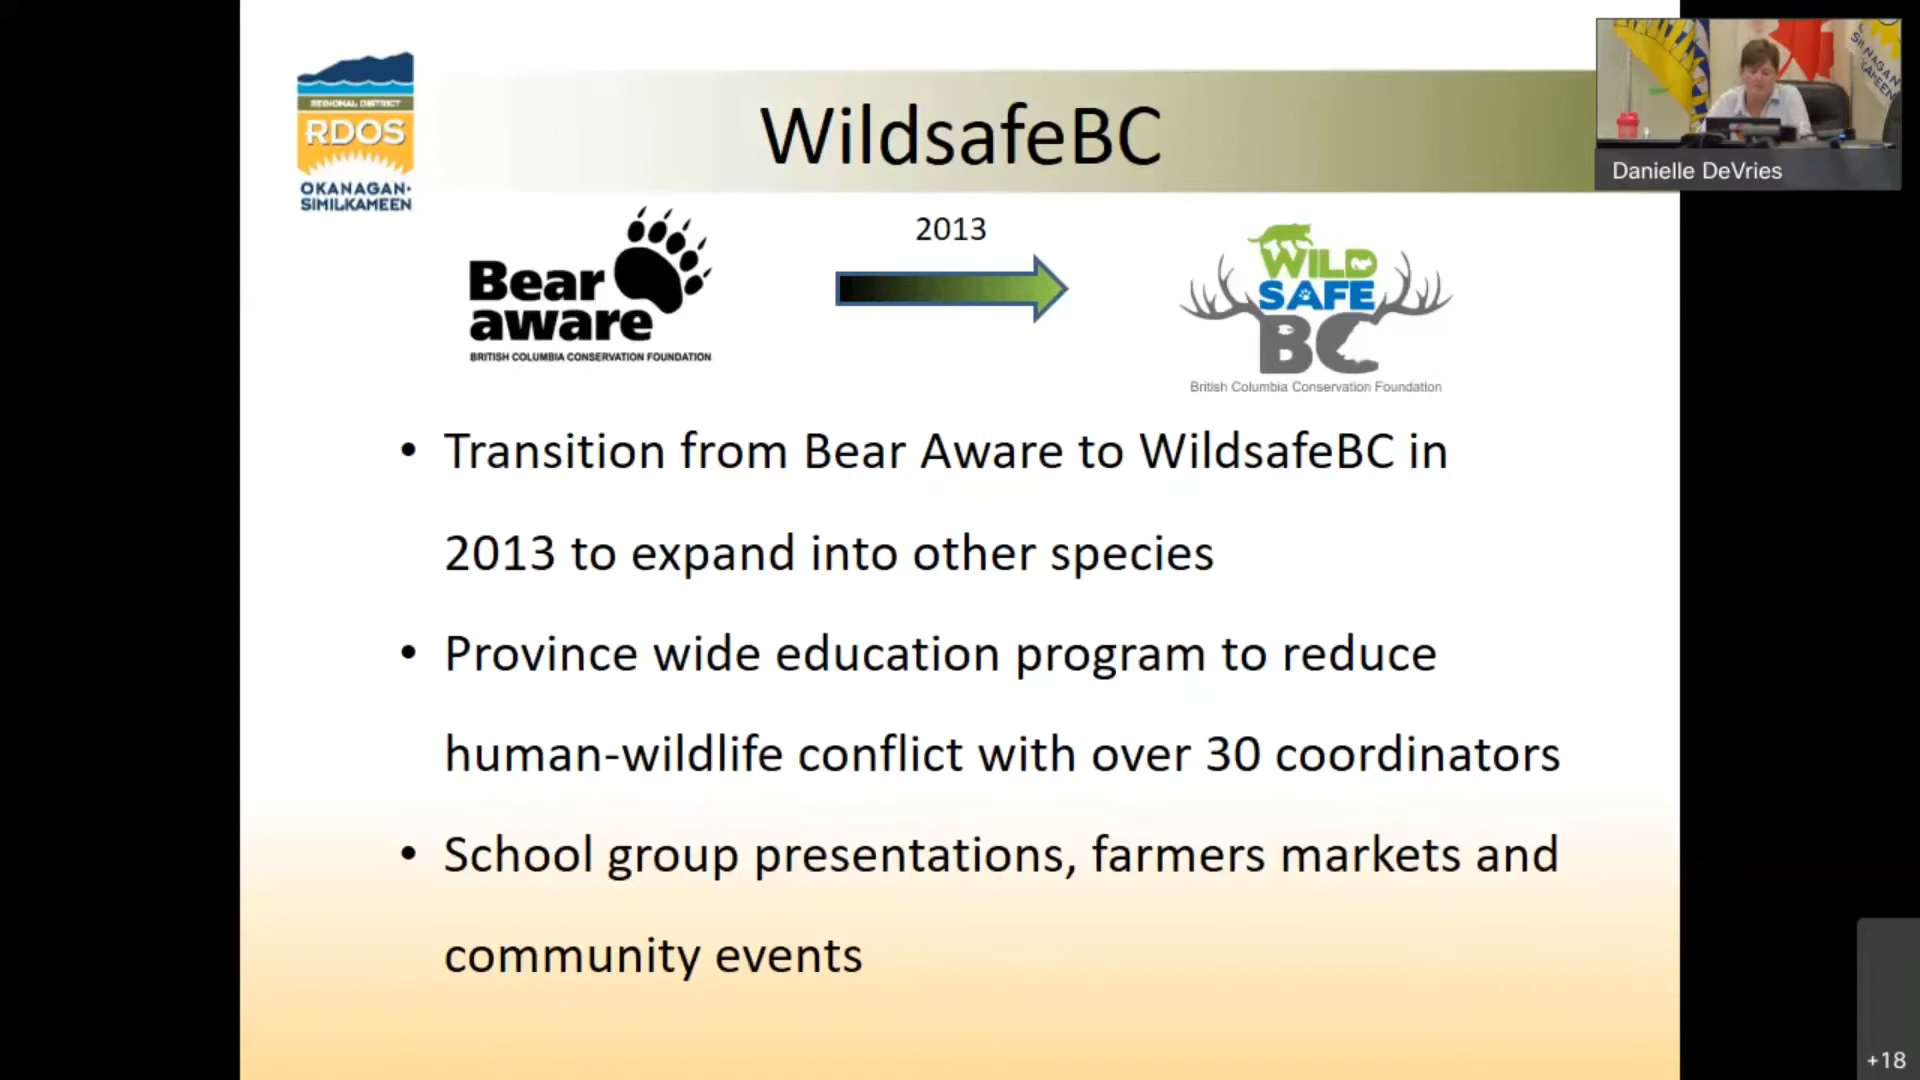 REGIONAL DISTRICT
RDOS
OKANAGAN-
SIMILKAMEEN
WildsafeBC
Danielle DeVries
Bear
aware
BRITISH COLUMBIA CONSERVATION FOUNDATION
2013
WILD
SAFE
BC
British Columbia Conservation Foundation
• Transition from Bear Aware to WildsafeBC in
2013 to expand into other species
• Province wide education program to reduce
human-wildlife conflict with over 30 coordinators
• School group presentations, farmers markets and
community events
+18